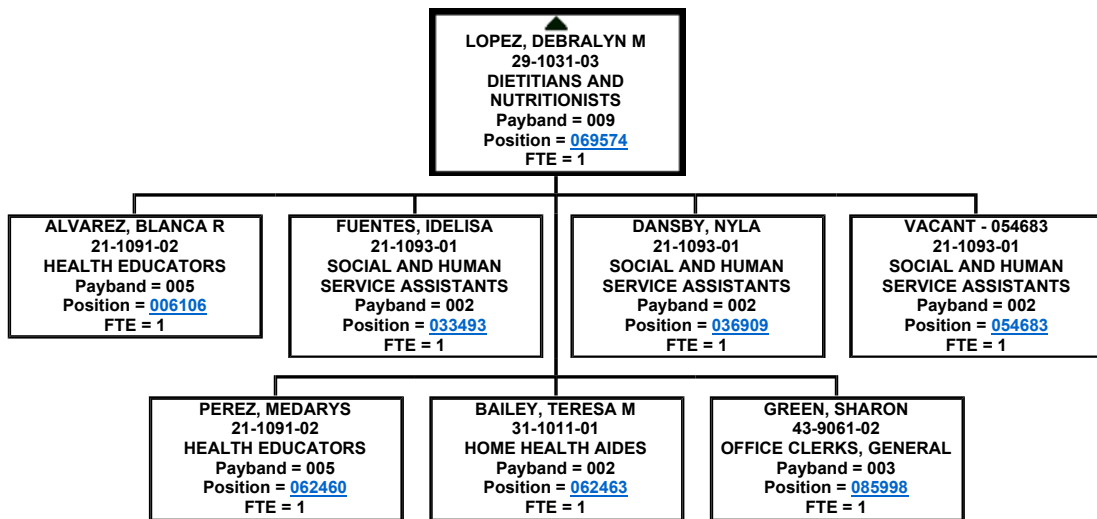 LOPEZ, DEBRALYN M
29-1031-03
DIETITIANS AND
NUTRITIONISTS
Payband = 009
Position = 069574
FTE = 1
ALVAREZ, BLANCA R
21-1091-02
HEALTH EDUCATORS
Payband = 005
Position = 006106
FTE = 1
FUENTES, IDELISA
21-1093-01
SOCIAL AND HUMAN
SERVICE ASSISTANTS
Payband = 002
Position = 033493
FTE = 1
DANSBY, NYLA
21-1093-01
SOCIAL AND HUMAN
SERVICE ASSISTANTS
Payband = 002
Position = 036909
FTE = 1
VACANT - 054683
21-1093-01
SOCIAL AND HUMAN
SERVICE ASSISTANTS
Payband = 002
Position = 054683
FTE = 1
PEREZ, MEDARYS
21-1091-02
HEALTH EDUCATORS
Payband = 005
Position = 062460
FTE = 1
BAILEY, TERESA M
31-1011-01
HOME HEALTH AIDES
Payband = 002
Position = 062463
FTE = 1
GREEN, SHARON
43-9061-02
OFFICE CLERKS, GENERAL
Payband = 003
Position = 085998
FTE = 1